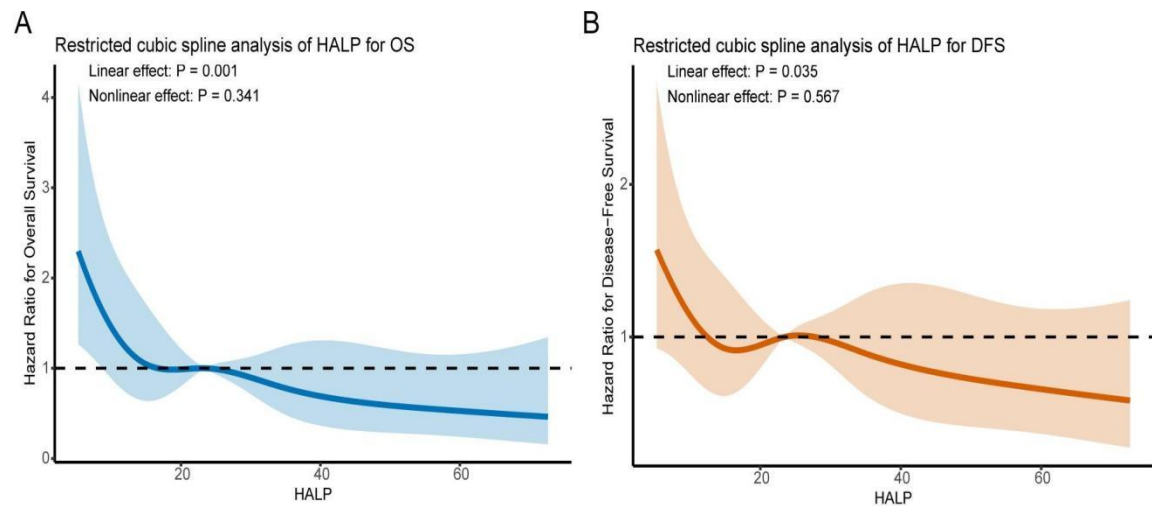 A
Restricted cubic spline analysis of HALP for OS
Linear effect: P = 0.001
Nonlinear effect: P = 0.341
Hazard Ratio for Overall Survival
4
3
2
1
0
20
40
60
HALP
B
Restricted cubic spline analysis of HALP for DFS
Linear effect: P = 0.035
Nonlinear effect: P = 0.567
Hazard Ratio for Disease−Free Survival
2
1
20
40
60
HALP